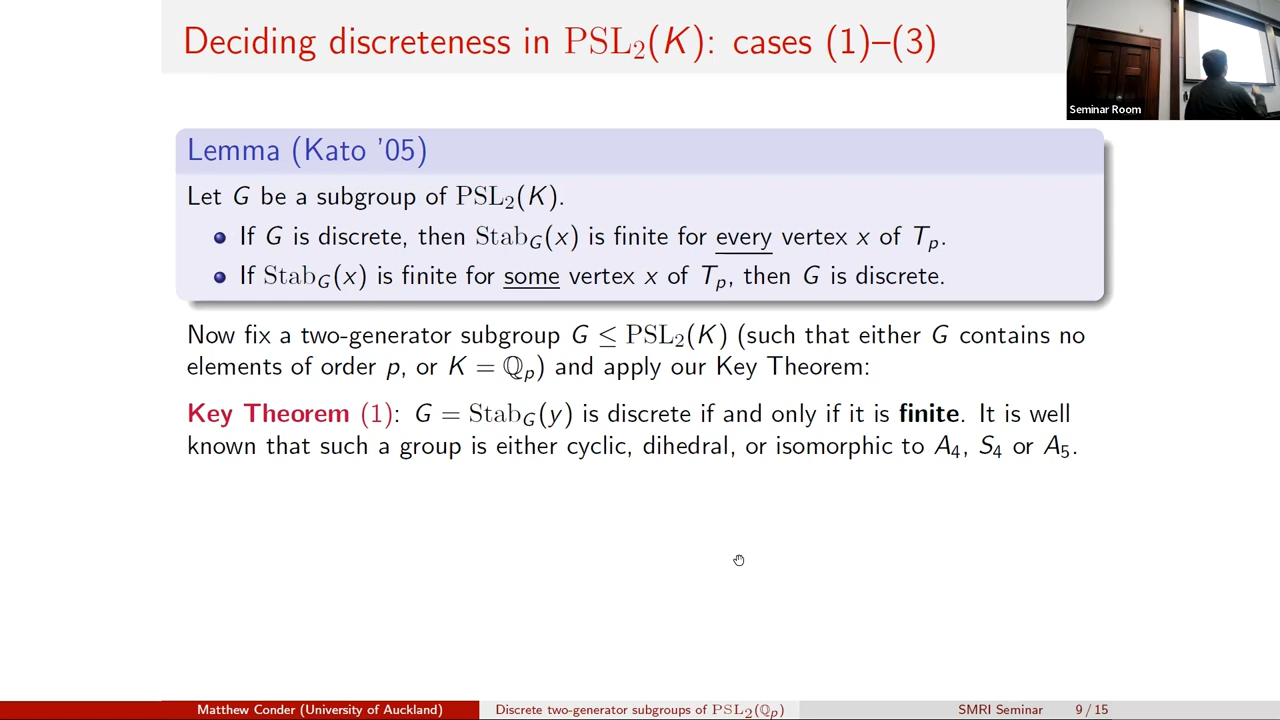 Deciding discreteness in PSL₂(K): cases (1)–(3)
Seminar Room
Lemma (Kato '05)
Let G be a subgroup of PSL₂(K).
If G is discrete, then Stab_G(x) is finite for every vertex x of T_p.
If Stab_G(x) is finite for some vertex x of T_p, then G is discrete.
Now fix a two-generator subgroup G ≤ PSL₂(K) (such that either G contains no
elements of order p, or K = ℚ_p) and apply our Key Theorem:
Key Theorem (1): G = Stab_G(y) is discrete if and only if it is finite. It is well
known that such a group is either cyclic, dihedral, or isomorphic to A₄, S₄ or A₅.
Matthew Conder (University of Auckland)
Discrete two-generator subgroups of PSL₂(ℚ_p)
SMRI Seminar
9 / 15